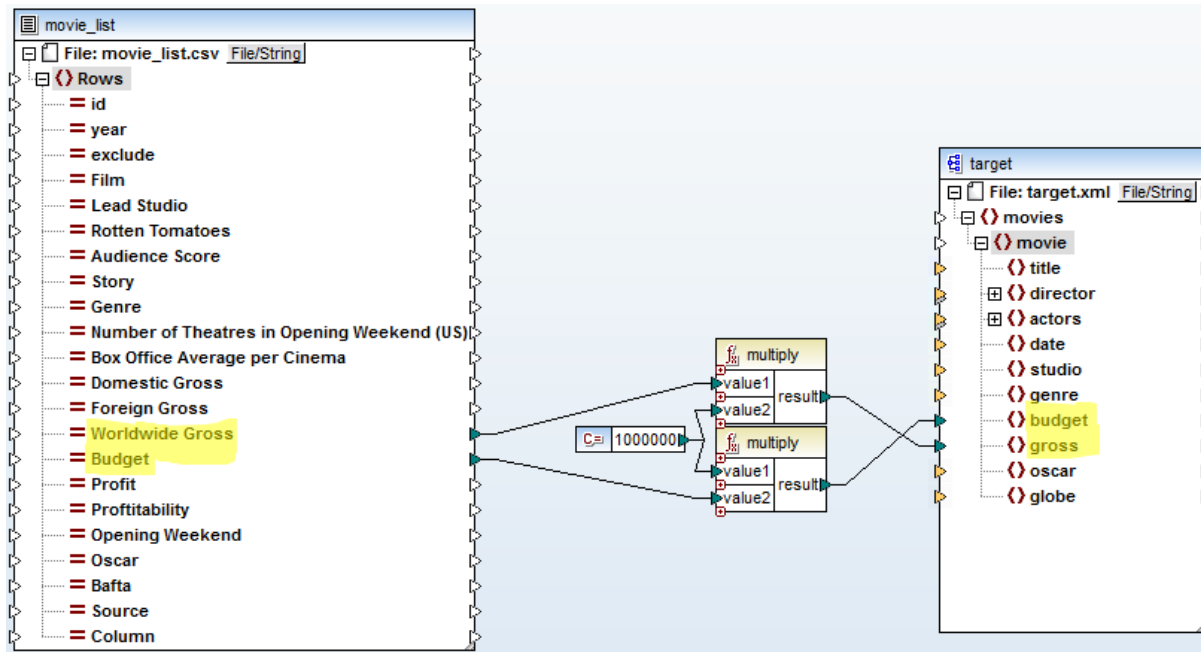 movie_list
File: movie_list.csv File/String
Rows
id
year
exclude
Film
Lead Studio
Rotten Tomatoes
Audience Score
Story
Genre
Number of Theatres in Opening Weekend (US)
Box Office Average per Cinema
Domestic Gross
Foreign Gross
Worldwide Gross
Budget
Profit
Proftitability
Opening Weekend
Oscar
Bafta
Source
Column
C= 1000000
multiply
value1
value2
result
multiply
value1
value2
result
target
File: target.xml File/String
movies
movie
title
director
actors
date
studio
genre
budget
gross
oscar
globe